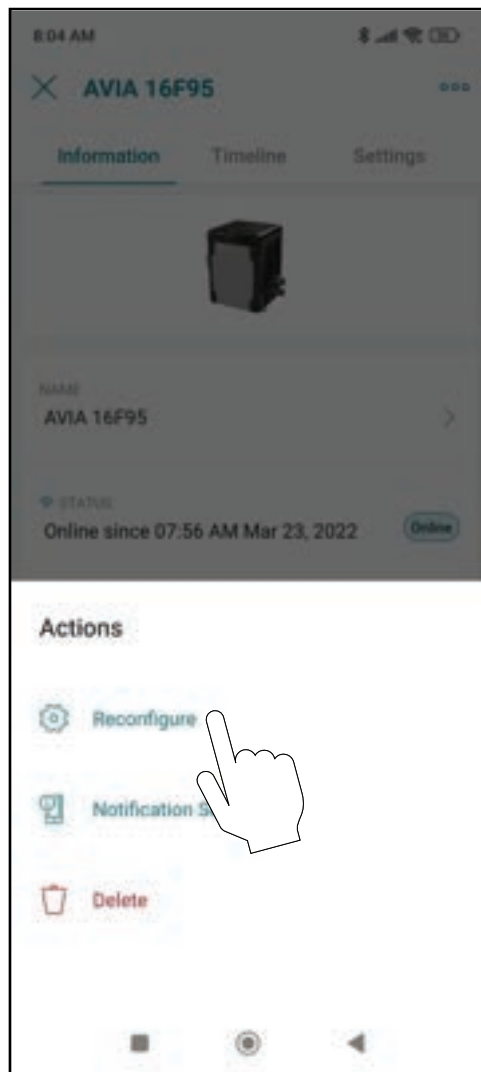 8:04 AM
AVIA 16F95
Information Timeline Settings
NAME
AVIA 16F95
STATUS
Online since 07:56 AM Mar 23, 2022 Online
Actions
Reconfigure
Notification
Delete